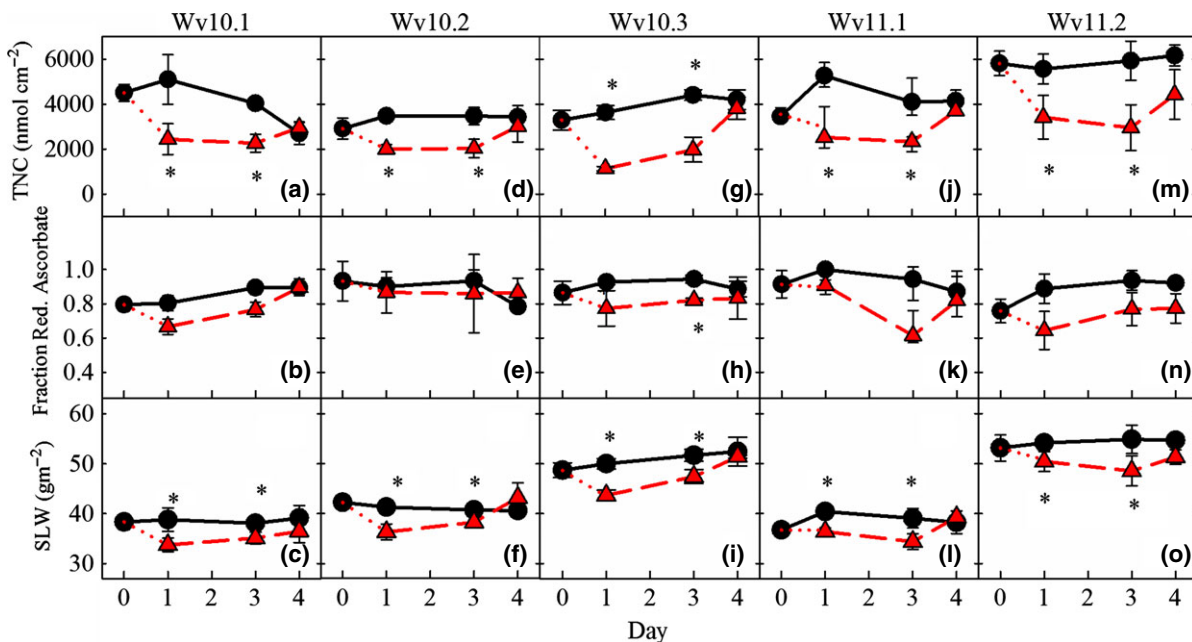 Wv10.1 Wv10.2 Wv10.3 Wv11.1 Wv11.2
TNC (nmol cm⁻²)
6000
4000
2000
0
* * (a)
* * (d)
* * (g)
* * (j)
* * (m)
Fraction Red. Ascorbate
1.0
0.8
0.6
0.4
(b)
(e)
* (h)
(k)
(n)
SLW (gm⁻²)
60
50
40
30
* * (c)
* * (f)
* * (i)
* * (l)
* * (o)
0 1 2 3 4 0 1 2 3 4 0 1 2 3 4 0 1 2 3 4 0 1 2 3 4
Day